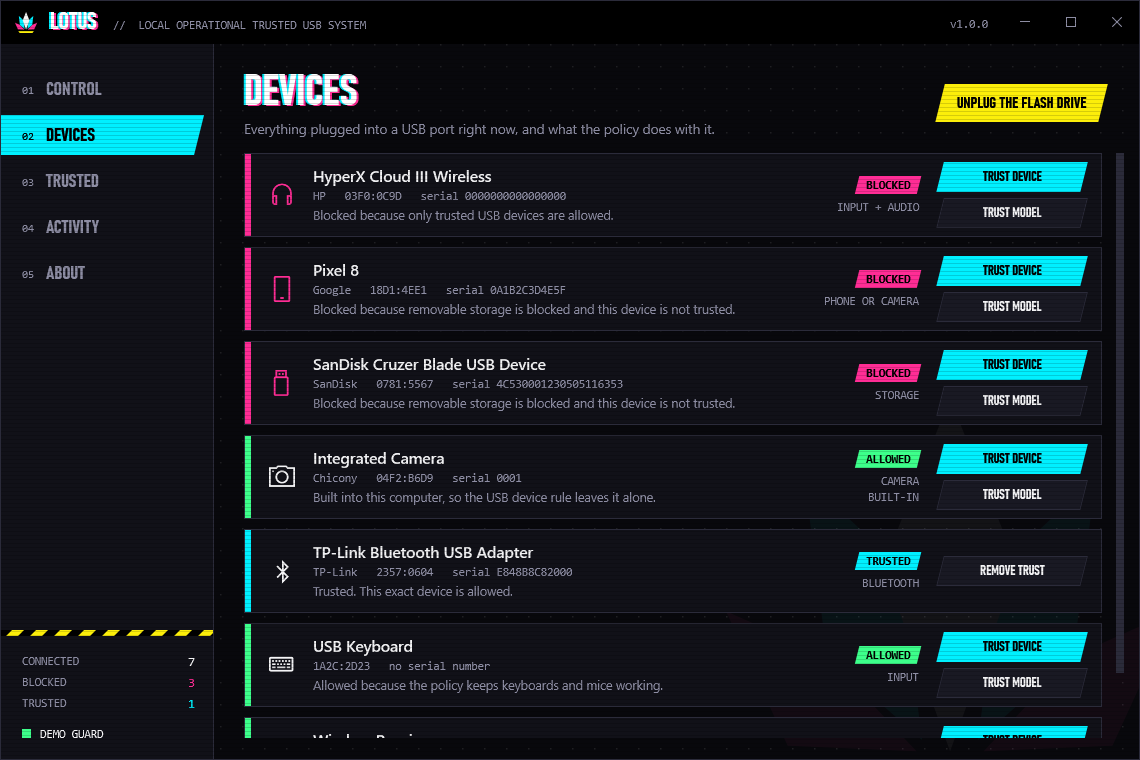 LOTUS // LOCAL OPERATIONAL TRUSTED USB SYSTEM v1.0.0
01 CONTROL
02 DEVICES
03 TRUSTED
04 ACTIVITY
05 ABOUT
CONNECTED 7
BLOCKED 3
TRUSTED 1
DEMO GUARD
DEVICES
UNPLUG THE FLASH DRIVE
Everything plugged into a USB port right now, and what the policy does with it.
HyperX Cloud III Wireless
HP 03F0:0C9D serial 0000000000000000
Blocked because only trusted USB devices are allowed.
BLOCKED
INPUT + AUDIO
TRUST DEVICE
TRUST MODEL
Pixel 8
Google 18D1:4EE1 serial 0A1B2C3D4E5F
Blocked because removable storage is blocked and this device is not trusted.
BLOCKED
PHONE OR CAMERA
TRUST DEVICE
TRUST MODEL
SanDisk Cruzer Blade USB Device
SanDisk 0781:5567 serial 4C530001230505116353
Blocked because removable storage is blocked and this device is not trusted.
BLOCKED
STORAGE
TRUST DEVICE
TRUST MODEL
Integrated Camera
Chicony 04F2:B6D9 serial 0001
Built into this computer, so the USB device rule leaves it alone.
ALLOWED
CAMERA
BUILT-IN
TRUST DEVICE
TRUST MODEL
TP-Link Bluetooth USB Adapter
TP-Link 2357:0604 serial E848B8C82000
Trusted. This exact device is allowed.
TRUSTED
BLUETOOTH
REMOVE TRUST
USB Keyboard
1A2C:2D23 no serial number
Allowed because the policy keeps keyboards and mice working.
ALLOWED
INPUT
TRUST DEVICE
TRUST MODEL
TRUST DEVICE